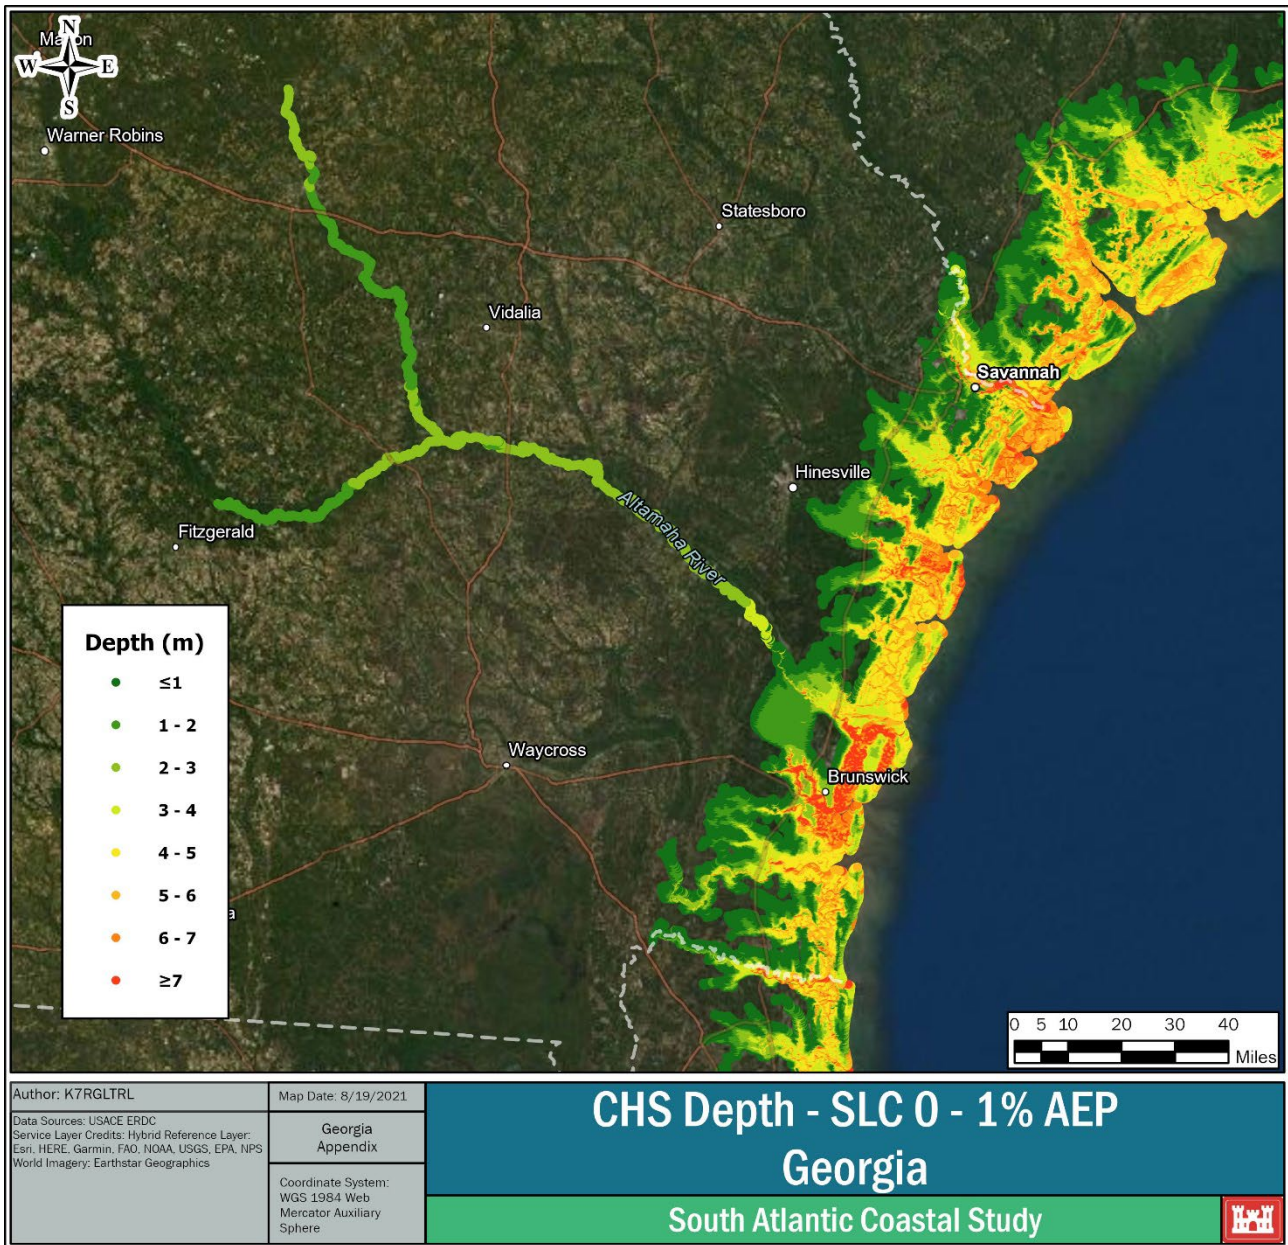 N
Macon
W E
S
Warner Robins
Statesboro
Vidalia
Savannah
Hinesville
Altamaha River
Fitzgerald
Depth (m)
≤1
1 - 2
2 - 3
3 - 4
4 - 5
5 - 6
6 - 7
≥7
Waycross
Brunswick
a
0 5 10 20 30 40
Miles
Author: K7RGLTRL
Data Sources: USACE ERDC
Service Layer Credits: Hybrid Reference Layer:
Esri, HERE, Garmin, FAO, NOAA, USGS, EPA, NPS
World Imagery: Earthstar Geographics
Map Date: 8/19/2021
Georgia
Appendix
Coordinate System:
WGS 1984 Web
Mercator Auxiliary
Sphere
CHS Depth - SLC 0 - 1% AEP
Georgia
South Atlantic Coastal Study